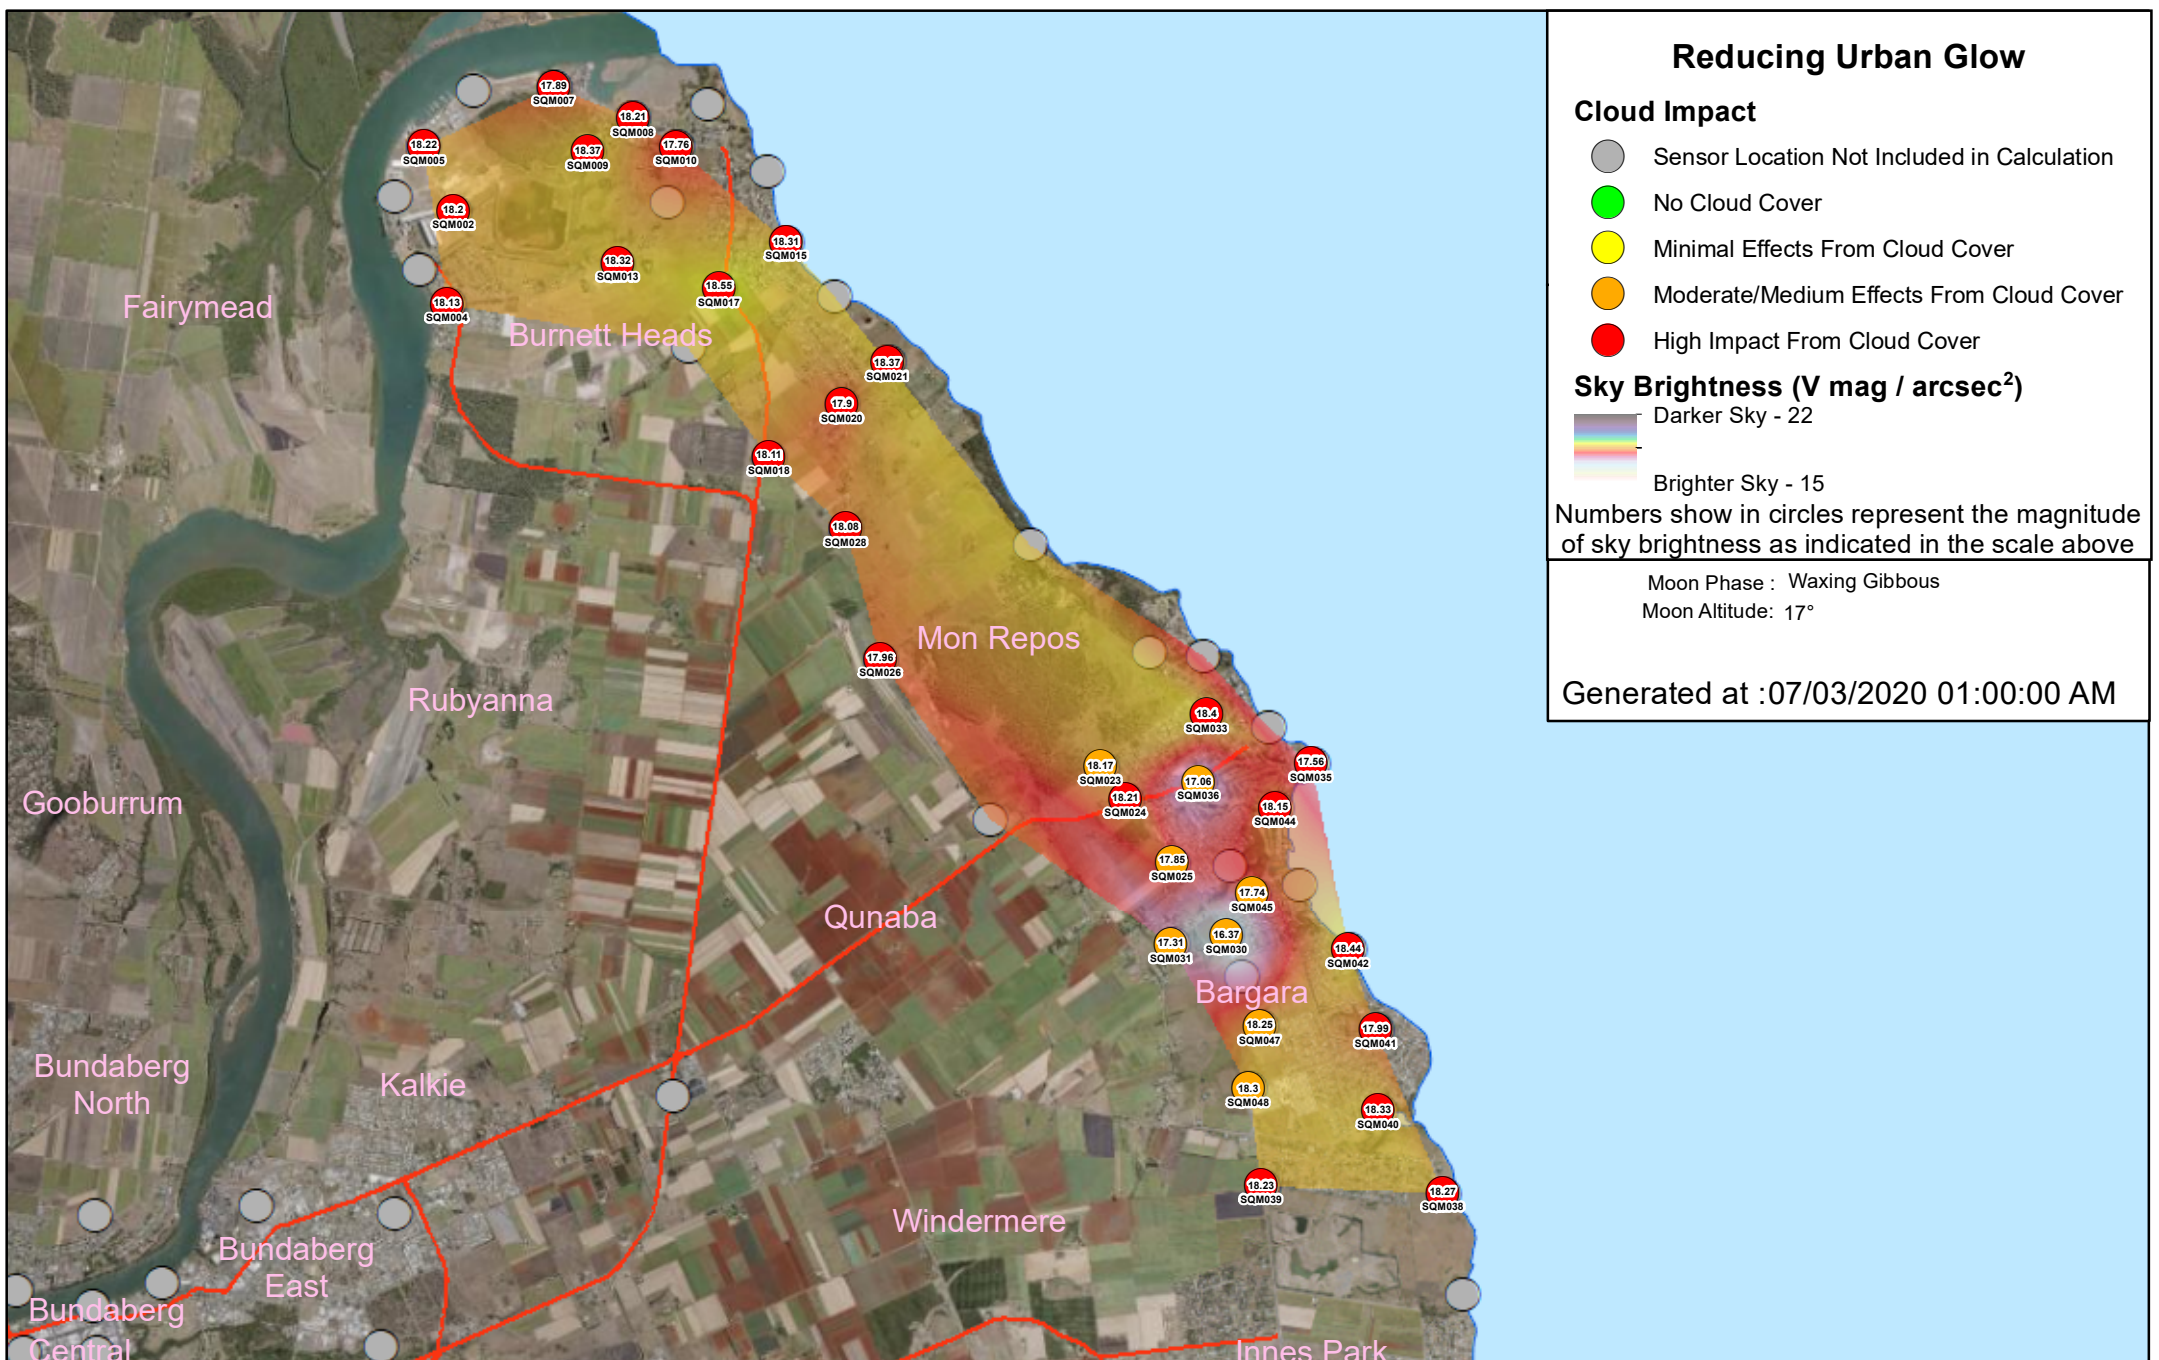 Reducing Urban Glow
Cloud Impact
Sensor Location Not Included in Calculation
No Cloud Cover
Minimal Effects From Cloud Cover
Moderate/Medium Effects From Cloud Cover
High Impact From Cloud Cover
Sky Brightness (V mag / arcsec²)
Darker Sky - 22
Brighter Sky - 15
Numbers show in circles represent the magnitude
of sky brightness as indicated in the scale above
Moon Phase : Waxing Gibbous
Moon Altitude: 17°
Generated at :07/03/2020 01:00:00 AM
17.89
SQM007
18.21
SQM008
18.22
SQM005
18.37
SQM009
17.76
SQM010
18.2
SQM002
18.31
SQM015
18.32
SQM013
18.55
SQM017
18.13
SQM004
Fairymead
Burnett Heads
18.37
SQM021
17.9
SQM020
18.11
SQM018
18.08
SQM028
Mon Repos
17.96
SQM026
Rubyanna
18.4
SQM033
18.17
SQM023
17.06
SQM036
17.56
SQM035
18.21
SQM024
18.15
SQM044
Gooburrum
17.85
SQM025
17.74
SQM045
Qunaba
17.31
SQM031
16.37
SQM030
18.44
SQM042
Bargara
18.25
SQM047
17.99
SQM041
Bundaberg
North
Kalkie
18.3
SQM048
18.33
SQM040
18.23
SQM039
18.27
SQM038
Windermere
Bundaberg
East
Bundaberg
Central
Innes Park